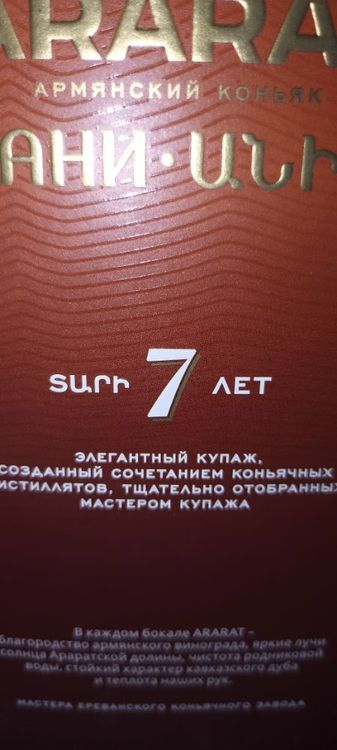 ARARA
АРМЯНСКИЙ КОНЬЯК
АНИ • ԱՆԻ
ՏԱՐԻ 7 ЛЕТ
ЭЛЕГАНТНЫЙ КУПАЖ,
СОЗДАННЫЙ СОЧЕТАНИЕМ КОНЬЯЧНЫХ
ИСТИЛЛЯТОВ, ТЩАТЕЛЬНО ОТОБРАННЫХ
МАСТЕРОМ КУПАЖА
В каждом бокале ARARAT –
благородство армянского винограда, яркие лучи
солнца Араратской долины, чистота родниковой
воды, стойкий характер кавказского дуба
и теплота наших рук.
МАСТЕРА ЕРЕВАНСКОГО КОНЬЯЧНОГО ЗАВОДА